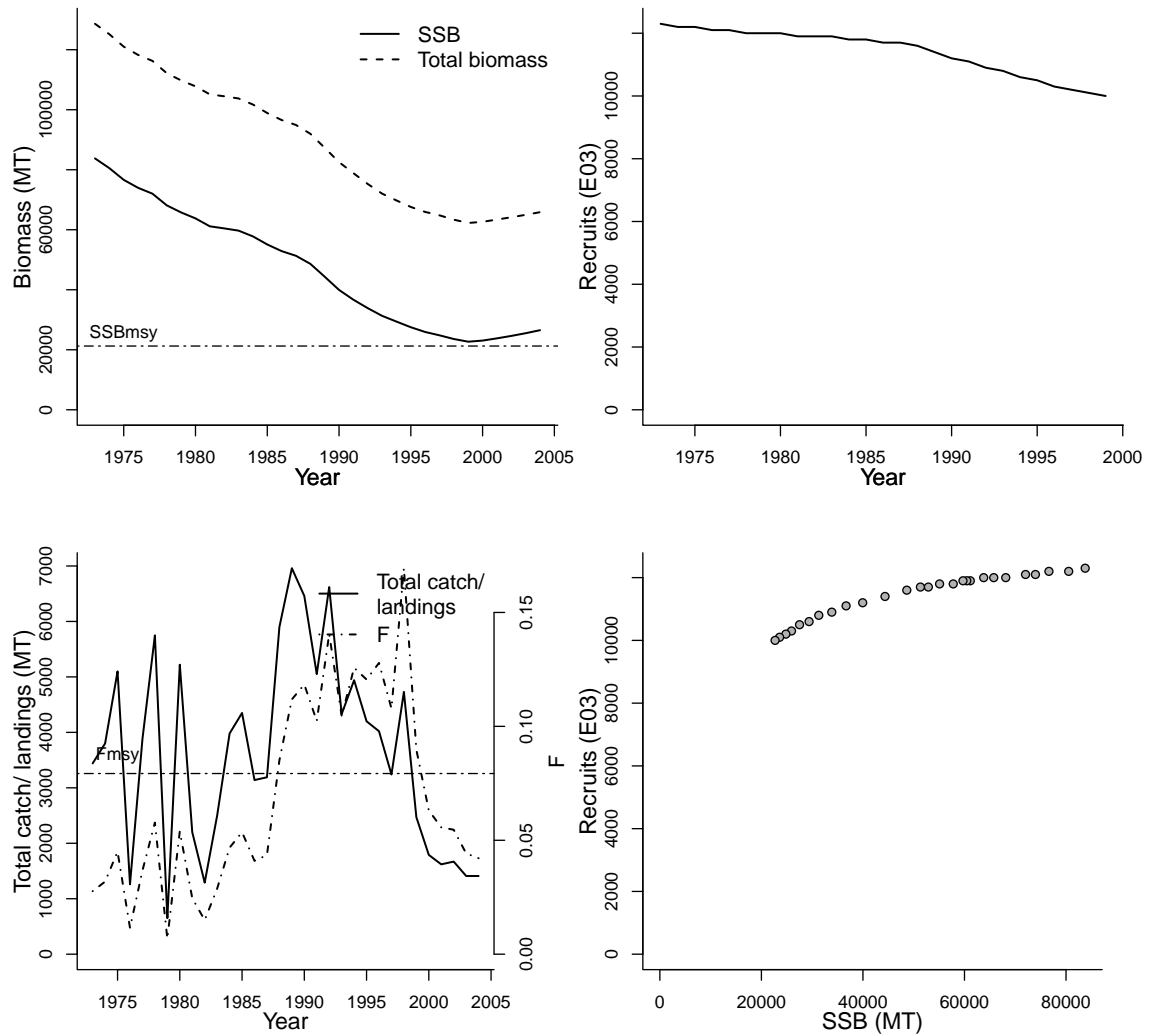 SSB
Total biomass
Biomass (MT)
0
20000
60000
100000
SSBmsy
1975 1980 1985 1990 1995 2000 2005
Year
Recruits (E03)
0 2000 4000 6000 8000 10000
1975 1980 1985 1990 1995 2000
Year
Total catch/
landings
F
Total catch/ landings (MT)
0 1000 2000 3000 4000 5000 6000 7000
Fmsy
0.00 0.05 0.10 0.15
F
1975 1980 1985 1990 1995 2000 2005
Year
Recruits (E03)
0 2000 4000 6000 8000 10000
0 20000 40000 60000 80000
SSB (MT)